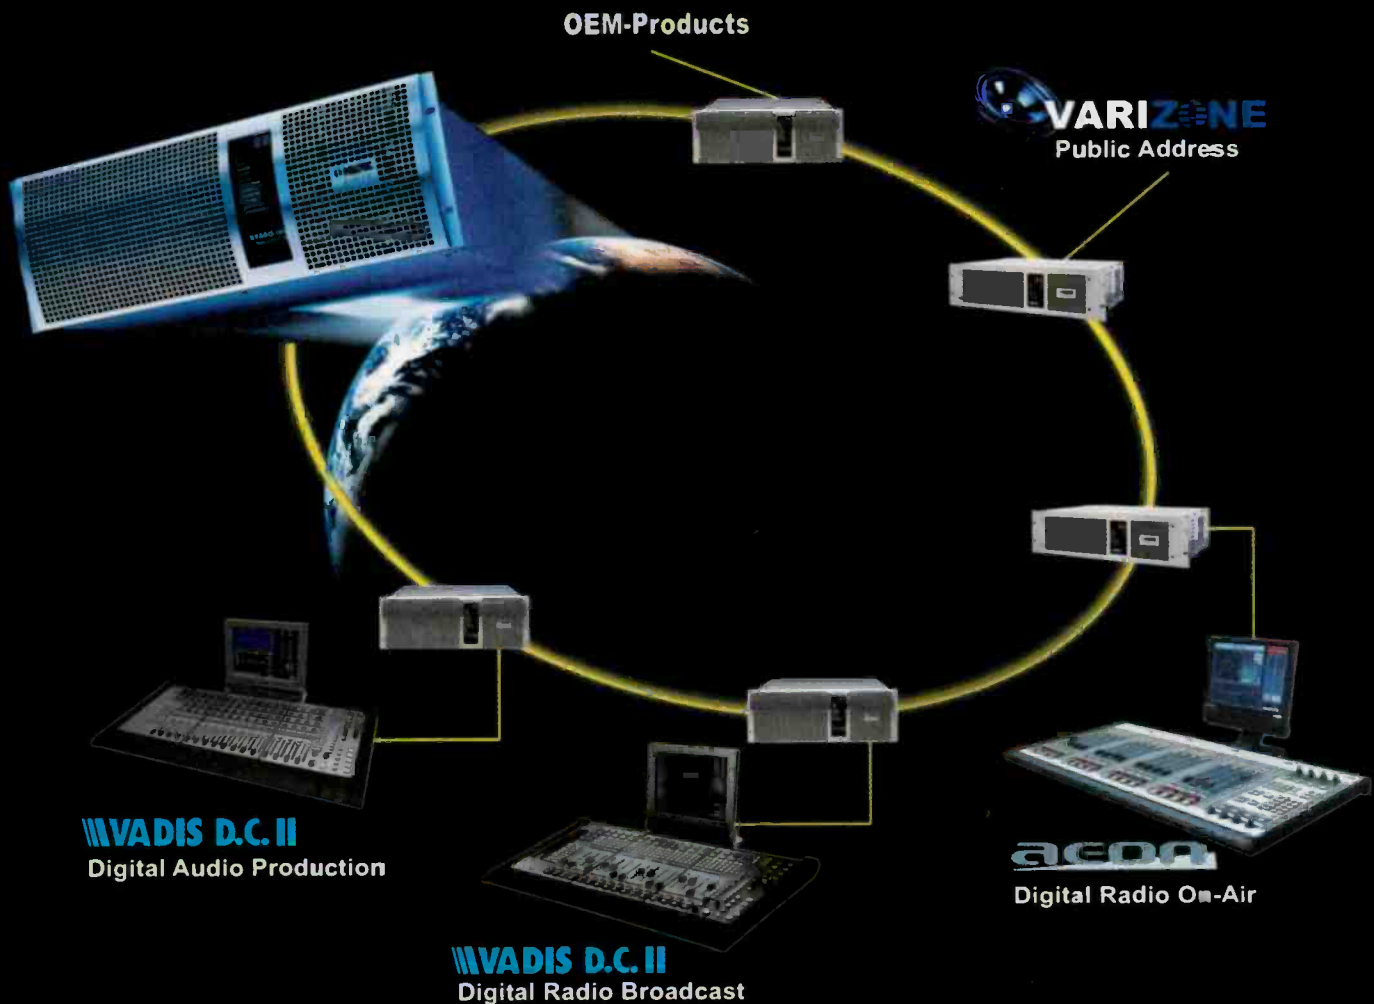 OEM-Products
VARIZONE
Public Address
VADIS D.C. II
Digital Audio Production
aeon
Digital Radio On-Air
VADIS D.C. II
Digital Radio Broadcast